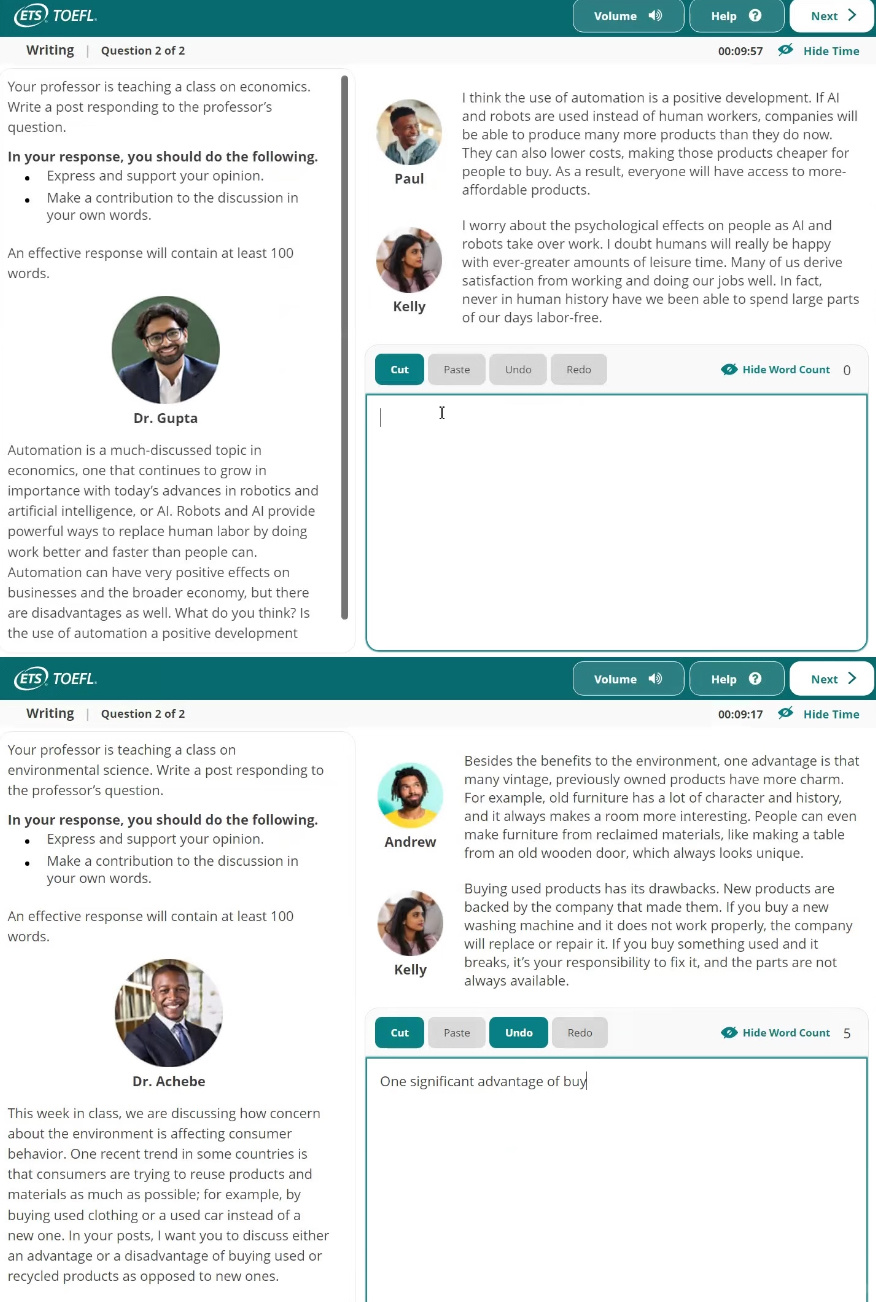 ETS TOEFL.
Volume
Help
Next
Writing | Question 2 of 2
00:09:57 Hide Time
Your professor is teaching a class on economics.
Write a post responding to the professor's
question.
In your response, you should do the following.
• Express and support your opinion.
• Make a contribution to the discussion in
your own words.
An effective response will contain at least 100
words.
Dr. Gupta
Automation is a much-discussed topic in
economics, one that continues to grow in
importance with today's advances in robotics and
artificial intelligence, or AI. Robots and AI provide
powerful ways to replace human labor by doing
work better and faster than people can.
Automation can have very positive effects on
businesses and the broader economy, but there
are disadvantages as well. What do you think? Is
the use of automation a positive development
I think the use of automation is a positive development. If AI
and robots are used instead of human workers, companies will
be able to produce many more products than they do now.
They can also lower costs, making those products cheaper for
people to buy. As a result, everyone will have access to more-
affordable products.
Paul
I worry about the psychological effects on people as AI and
robots take over work. I doubt humans will really be happy
with ever-greater amounts of leisure time. Many of us derive
satisfaction from working and doing our jobs well. In fact,
never in human history have we been able to spend large parts
of our days labor-free.
Kelly
Cut Paste Undo Redo Hide Word Count 0
ETS TOEFL.
Volume
Help
Next
Writing | Question 2 of 2
00:09:17 Hide Time
Your professor is teaching a class on
environmental science. Write a post responding to
the professor's question.
In your response, you should do the following.
• Express and support your opinion.
• Make a contribution to the discussion in
your own words.
An effective response will contain at least 100
words.
Dr. Achebe
This week in class, we are discussing how concern
about the environment is affecting consumer
behavior. One recent trend in some countries is
that consumers are trying to reuse products and
materials as much as possible; for example, by
buying used clothing or a used car instead of a
new one. In your posts, I want you to discuss either
an advantage or a disadvantage of buying used or
recycled products as opposed to new ones.
Besides the benefits to the environment, one advantage is that
many vintage, previously owned products have more charm.
For example, old furniture has a lot of character and history,
and it always makes a room more interesting. People can even
make furniture from reclaimed materials, like making a table
from an old wooden door, which always looks unique.
Andrew
Buying used products has its drawbacks. New products are
backed by the company that made them. If you buy a new
washing machine and it does not work properly, the company
will replace or repair it. If you buy something used and it
breaks, it's your responsibility to fix it, and the parts are not
always available.
Kelly
Cut Paste Undo Redo Hide Word Count 5
One significant advantage of buy